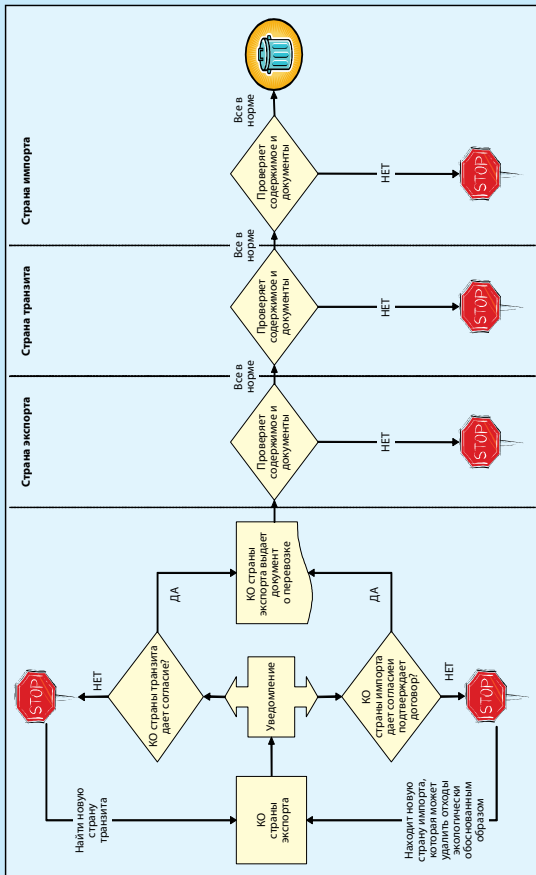 Страна импорта
Страна транзита
Страна экспорта
Найти новую
страну
транзита
STOP
НЕТ
КО страны транзита
дает согласие?
ДА
КО
страны
экспорта
Уведомление
КО страны
экспорта выдает
документ
о перевозке
Находит новую
страну импорта,
которая может
удалить отходы
экологически
обоснованным
образом
STOP
НЕТ
КО
страны импорта
дает согласиеи
подтверждает
договор?
ДА
Проверяет
содержимое и
документы
НЕТ
STOP
Все в
норме
Проверяет
содержимое и
документы
НЕТ
STOP
Все в
норме
Проверяет
содержимое и
документы
НЕТ
STOP
Все в
норме